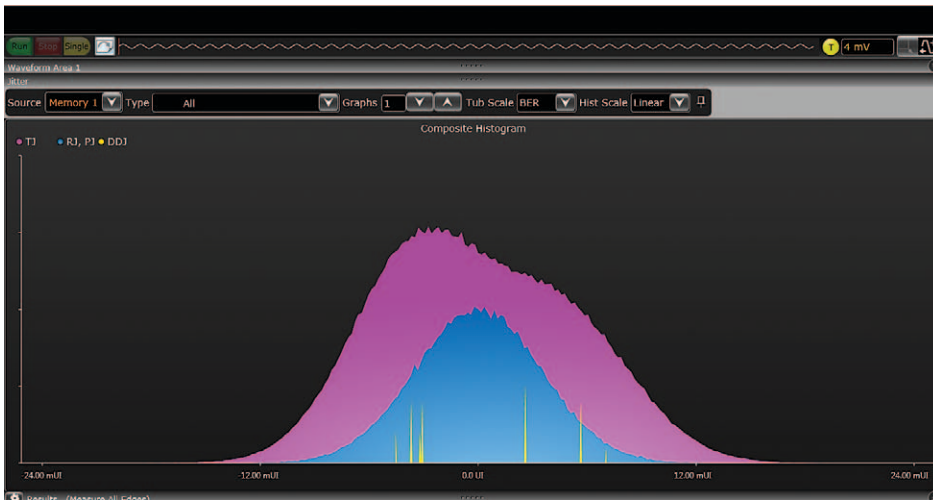 Run Stop Single T 4 mV
Waveform Area 1
Jitter
Source Memory 1 Type All Graphs 1 Tub Scale BER Hist Scale Linear
Composite Histogram
TJ RJ, PJ DDJ
-24.00 mUI -12.00 mUI 0.0 UI 12.00 mUI 24.00 mUI
Results (Measure All Edges)